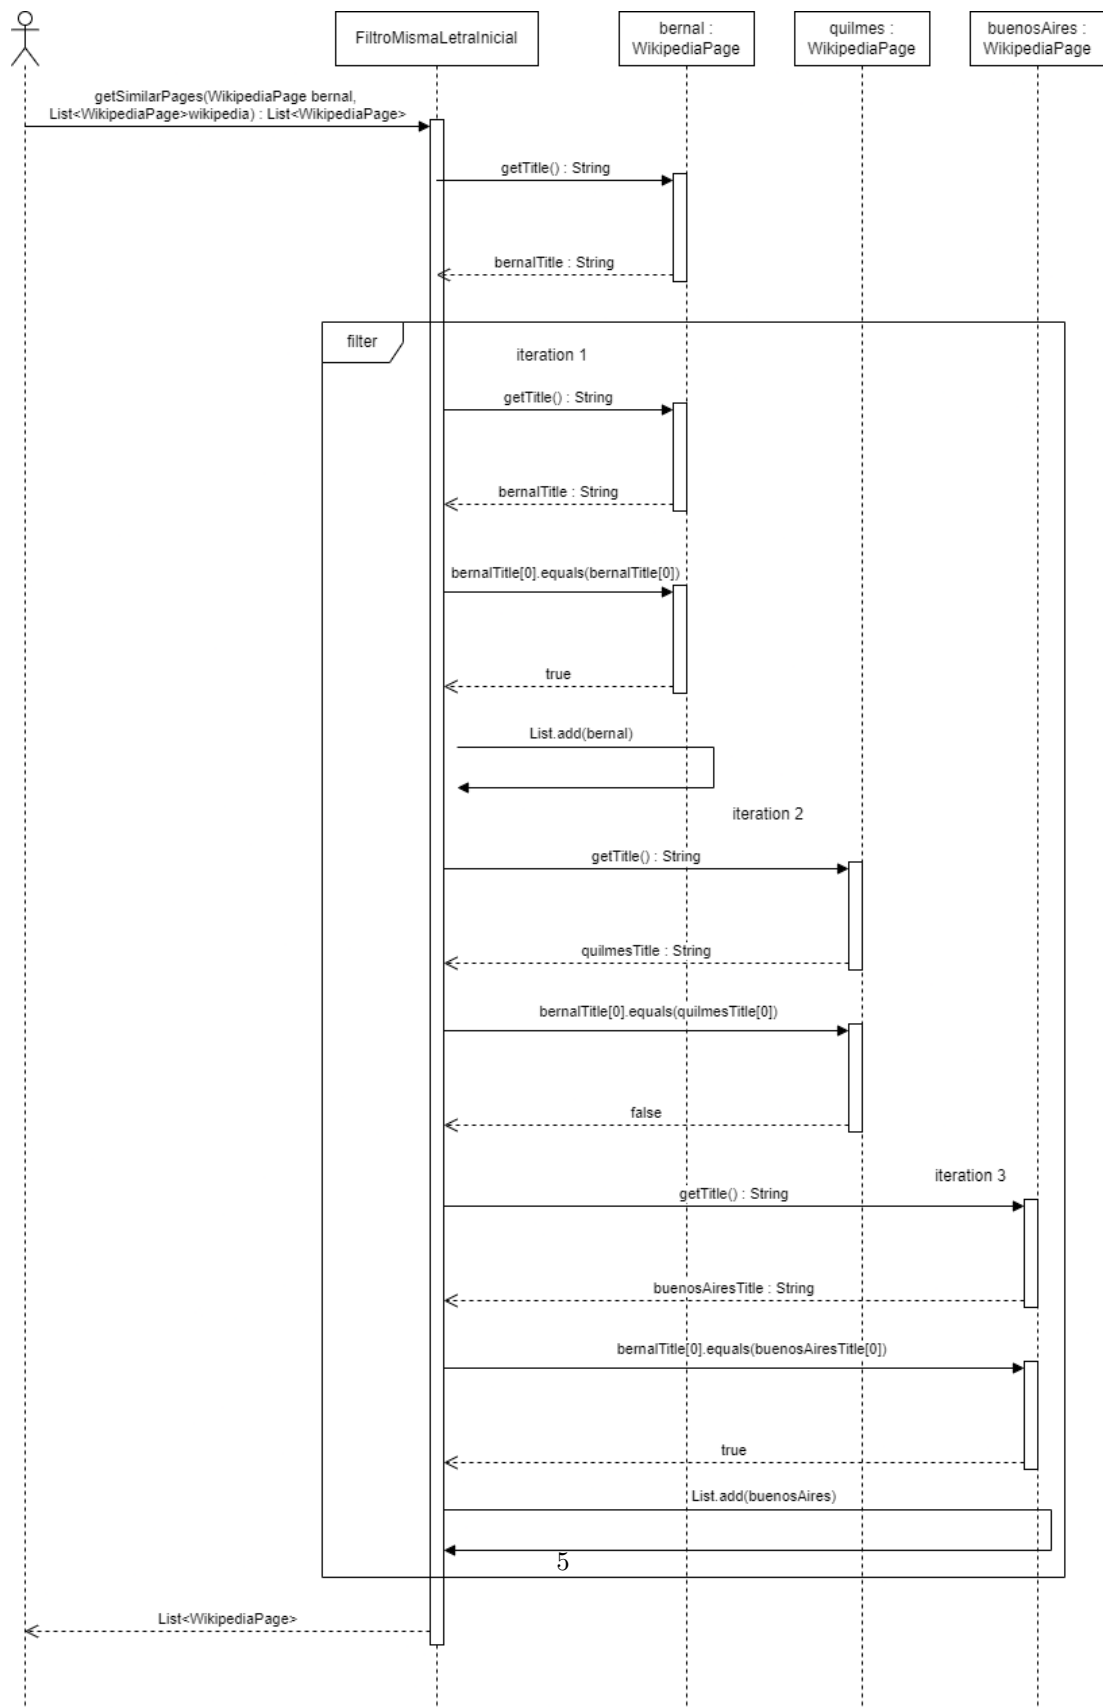 FiltroMismaLetraInicial
bernal :
WikipediaPage
quilmes :
WikipediaPage
buenosAires :
WikipediaPage
getSimilarPages(WikipediaPage bernal,
List<WikipediaPage>wikipedia) : List<WikipediaPage>
getTitle() : String
bernalTitle : String
filter
iteration 1
getTitle() : String
bernalTitle : String
bernalTitle[0].equals(bernalTitle[0])
true
List.add(bernal)
iteration 2
getTitle() : String
quilmesTitle : String
bernalTitle[0].equals(quilmesTitle[0])
false
iteration 3
getTitle() : String
buenosAiresTitle : String
bernalTitle[0].equals(buenosAiresTitle[0])
true
List.add(buenosAires)
5
List<WikipediaPage>